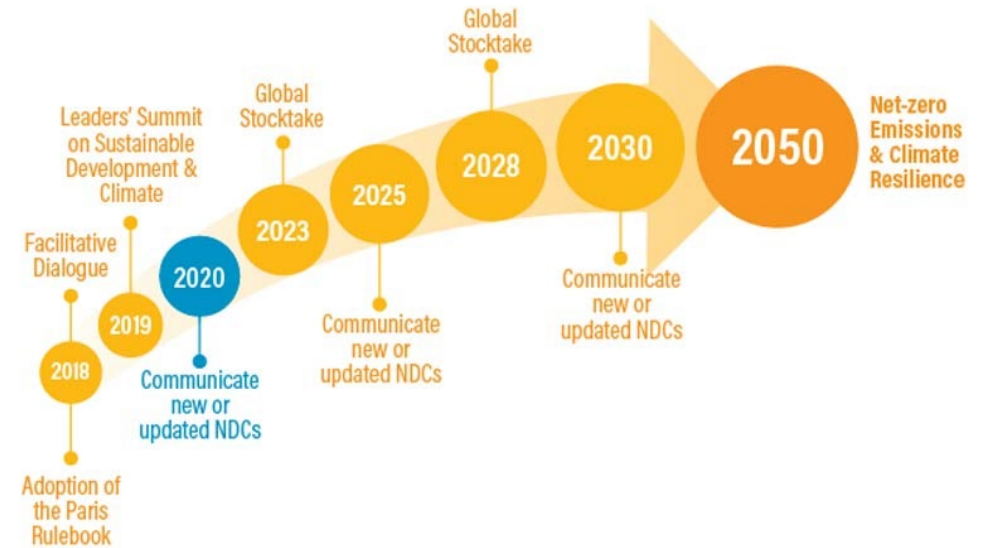 Facilitative
Dialogue
2018
Adoption of
the Paris
Rulebook
Leaders' Summit
on Sustainable
Development &
Climate
2019
2020
Communicate
new or
updated NDCs
Global
Stocktake
2023
2025
Communicate
new or
updated NDCs
Global
Stocktake
2028
2030
Communicate
new or
updated NDCs
2050
Net-zero
Emissions
& Climate
Resilience